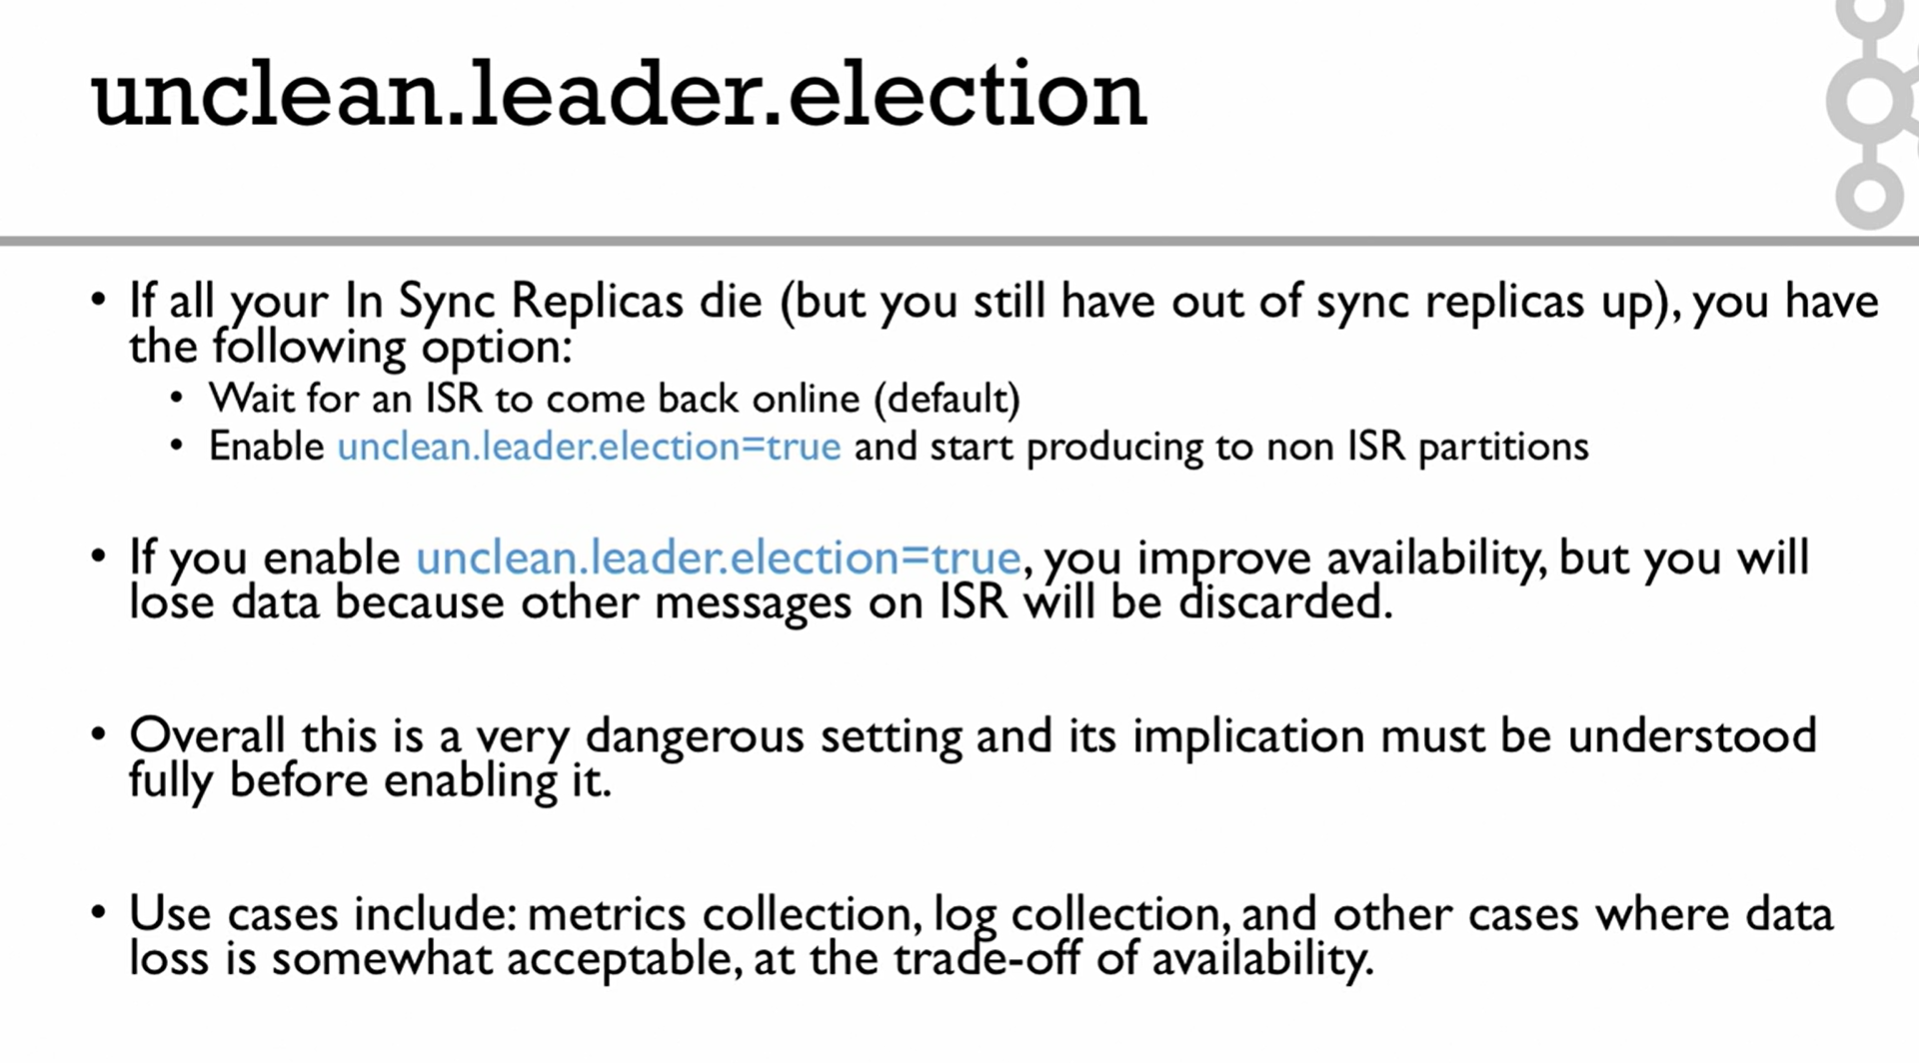 unclean.leader.election
• If all your In Sync Replicas die (but you still have out of sync replicas up), you have
the following option:
• Wait for an ISR to come back online (default)
• Enable unclean.leader.election=true and start producing to non ISR partitions
• If you enable unclean.leader.election=true, you improve availability, but you will
lose data because other messages on ISR will be discarded.
• Overall this is a very dangerous setting and its implication must be understood
fully before enabling it.
• Use cases include: metrics collection, log collection, and other cases where data
loss is somewhat acceptable, at the trade-off of availability.